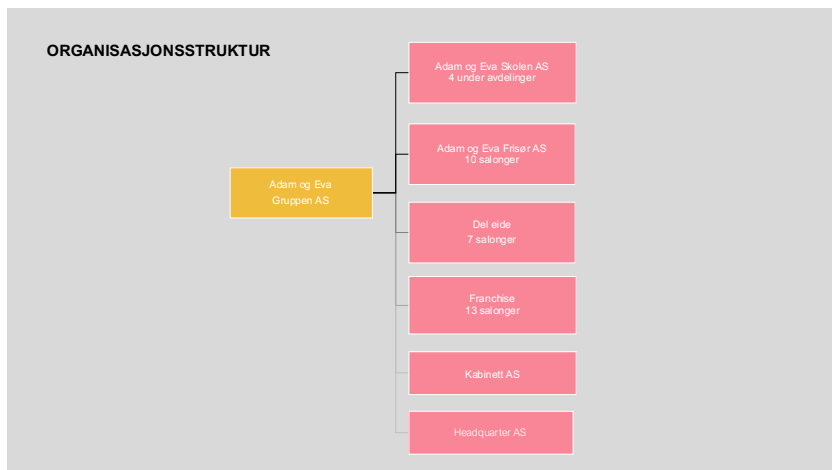 ORGANISASJONSSTRUKTUR
Adam og Eva Skolen AS
4 under avdelinger
Adam og Eva Frisør AS
10 salonger
Adam og Eva
Gruppen AS
Del eide
7 salonger
Franchise
13 salonger
Kabinett AS
Headquarter AS